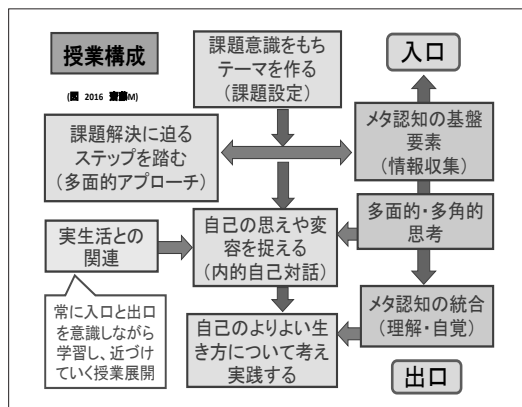 授業構成
(図 2016 齋藤M)
課題意識をもち
テーマを作る
(課題設定)
入口
課題解決に迫る
ステップを踏む
(多面的アプローチ)
メタ認知の基盤
要素
(情報収集)
実生活との
関連
自己の思えや変
容を捉える
(内的自己対話)
多面的・多角的
思考
常に入口と出口
を意識しながら
学習し、近づけ
ていく授業展開
自己のよりよい生
き方について考え
実践する
メタ認知の統合
(理解・自覚)
出口